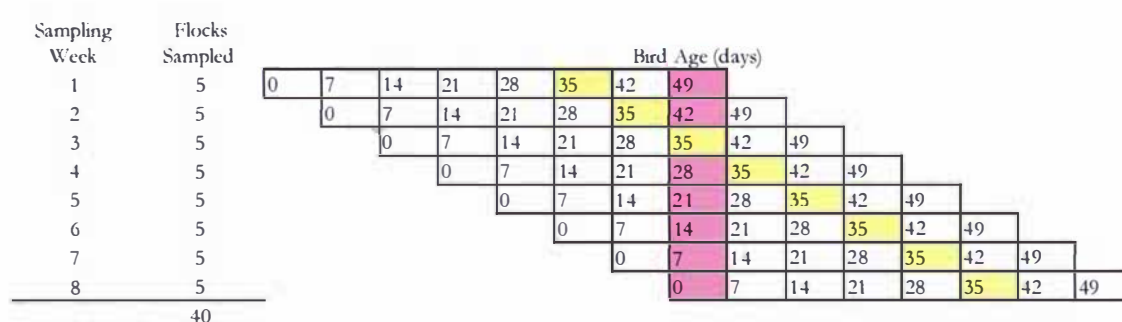 Sampling Flocks
Week Sampled Bird Age (days)
1 5 0 7 14 21 28 35 42 49
2 5 0 7 14 21 28 35 42 49
3 5 0 7 14 21 28 35 42 49
4 5 0 7 14 21 28 35 42 49
5 5 0 7 14 21 28 35 42 49
6 5 0 7 14 21 28 35 42 49
7 5 0 7 14 21 28 35 42 49
8 5 0 7 14 21 28 35 42 49
40